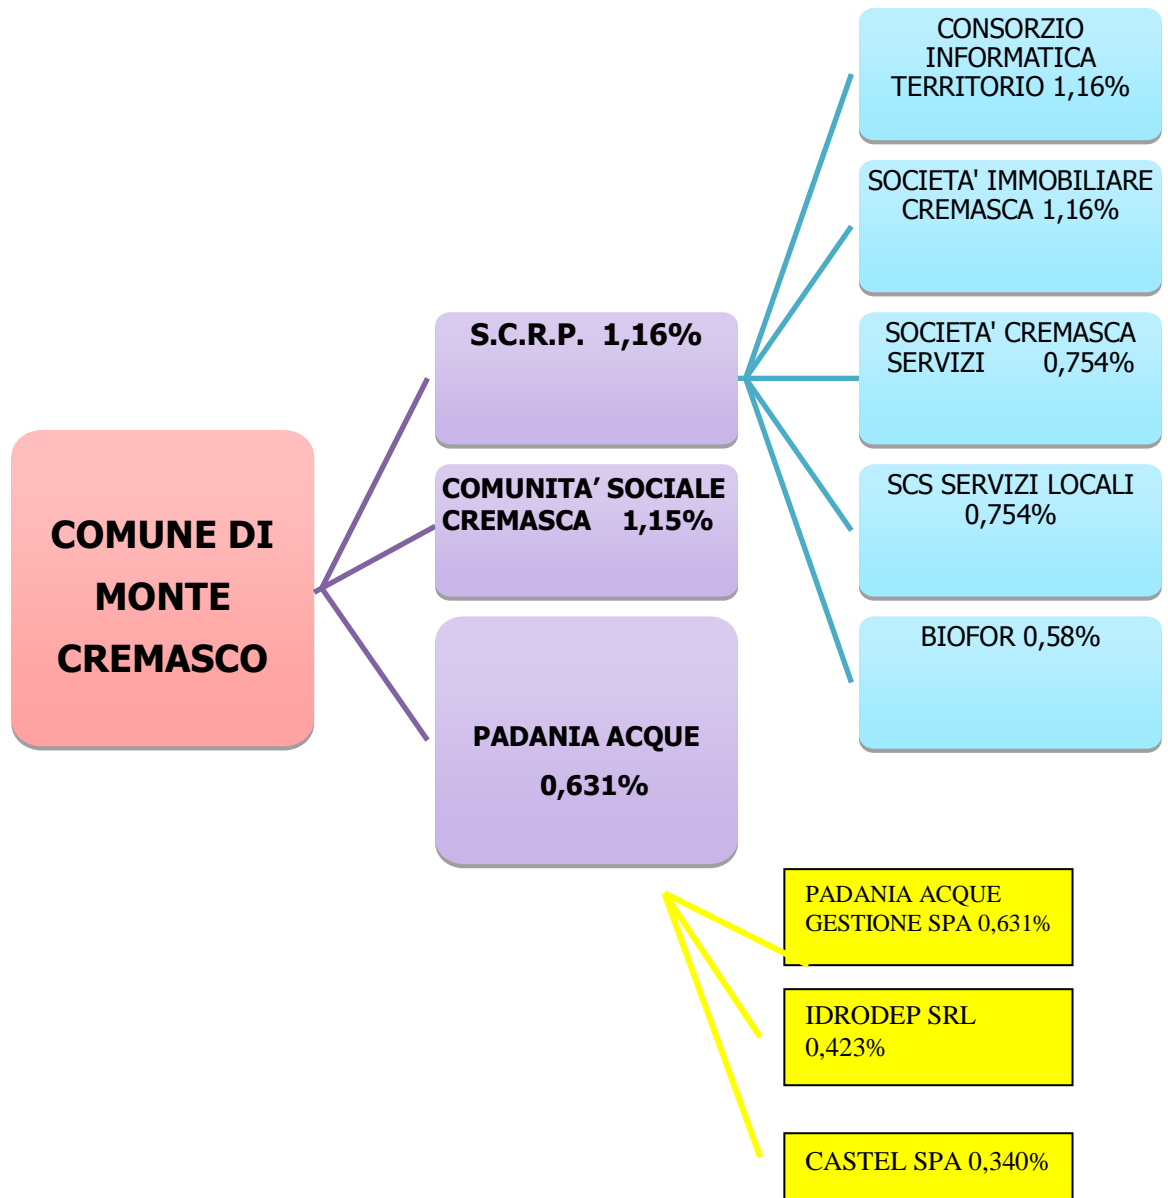 COMUNE DI
MONTE
CREMASCO
S.C.R.P. 1,16%
COMUNITA’ SOCIALE
CREMASCA 1,15%
PADANIA ACQUE
0,631%
CONSORZIO
INFORMATICA
TERRITORIO 1,16%
SOCIETA' IMMOBILIARE
CREMASCA 1,16%
SOCIETA' CREMASCA
SERVIZI 0,754%
SCS SERVIZI LOCALI
0,754%
BIOFOR 0,58%
PADANIA ACQUE
GESTIONE SPA 0,631%
IDRODEP SRL
0,423%
CASTEL SPA 0,340%